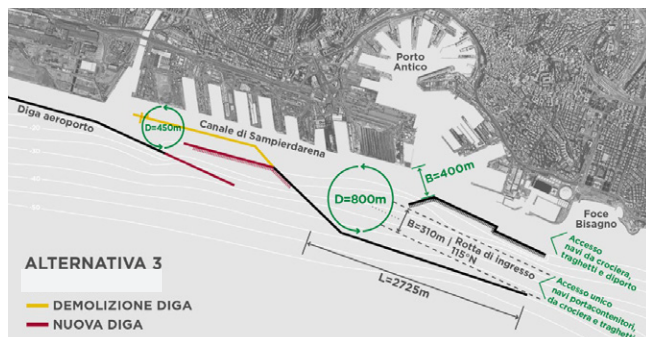 Porto
Antico
Diga aeroporto
D=450m
Canale di Sampierdarena
B=400m
D=800m
Foce
Bisagno
B=310m
Rotta di ingresso
115°N
Accesso
navi da crociera,
traghetti e diporto
L=2725m
Accesso unico
navi portacontenitori,
da crociera e traghetti
ALTERNATIVA 3
DEMOLIZIONE DIGA
NUOVA DIGA